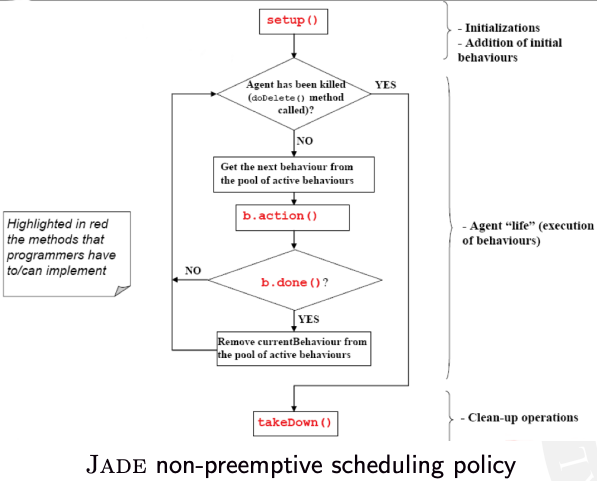 setup()
- Initializations
- Addition of initial
behaviours
Agent has been killed
(doDelete() method
called)?
YES
NO
Get the next behaviour from
the pool of active behaviours
b.action()
Highlighted in red
the methods that
programmers have
to/can implement
- Agent “life” (execution
of behaviours)
NO
b.done()?
YES
Remove currentBehaviour from
the pool of active behaviours
takeDown()
- Clean-up operations
JADE non-preemptive scheduling policy